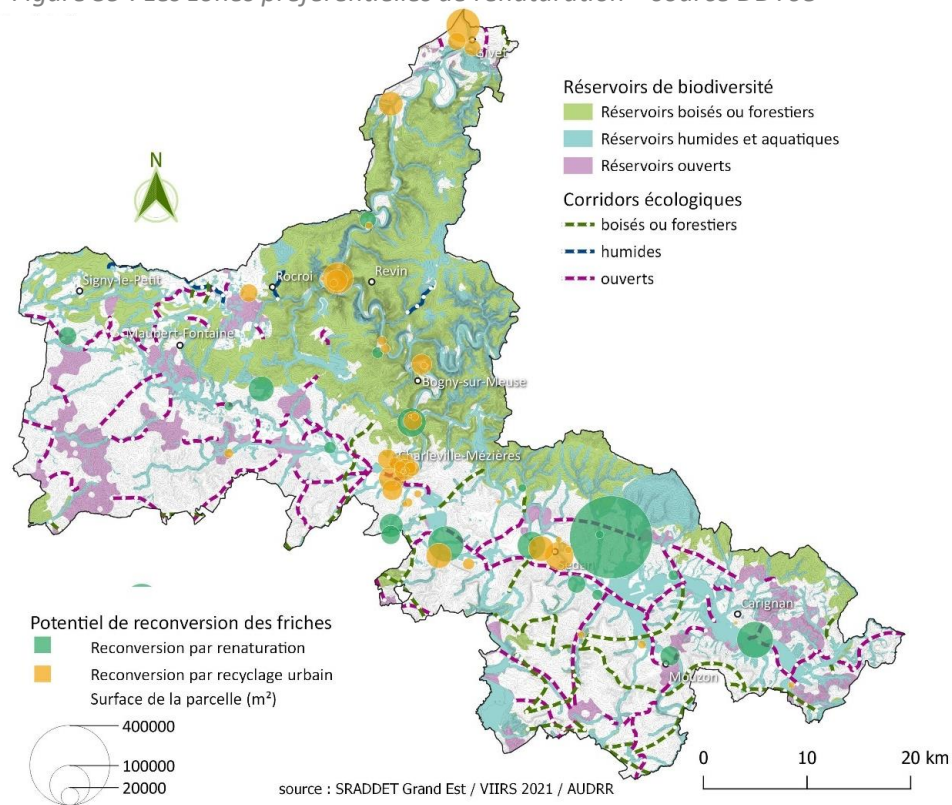 Givet
Réservoirs de biodiversité
Réservoirs boisés ou forestiers
Réservoirs humides et aquatiques
Réservoirs ouverts
N
Corridors écologiques
boisés ou forestiers
humides
ouverts
Signy-le-Petit
Rocroi
Revin
Maubert-Fontaine
Bogny-sur-Meuse
Charleville-Mézières
Sedan
Carignan
Mouzon
Potentiel de reconversion des friches
Reconversion par renaturation
Reconversion par recyclage urbain
Surface de la parcelle (m²)
400000
100000
20000
0 10 20 km
source : SRADDET Grand Est / VIIRS 2021 / AUDRR